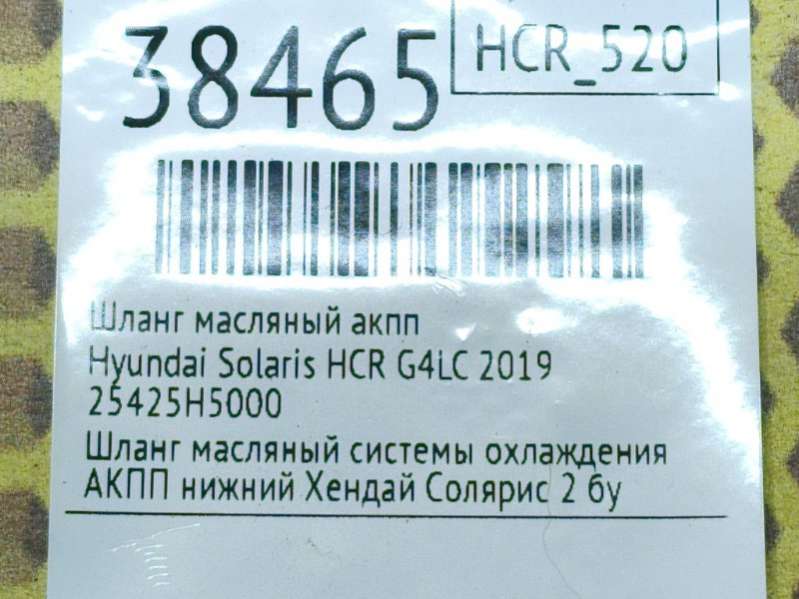 38465
HCR_520
Шланг масляный акпп
Hyundai Solaris HCR G4LC 2019
25425H5000
Шланг масляный системы охлаждения
АКПП нижний Хендай Солярис 2 бу